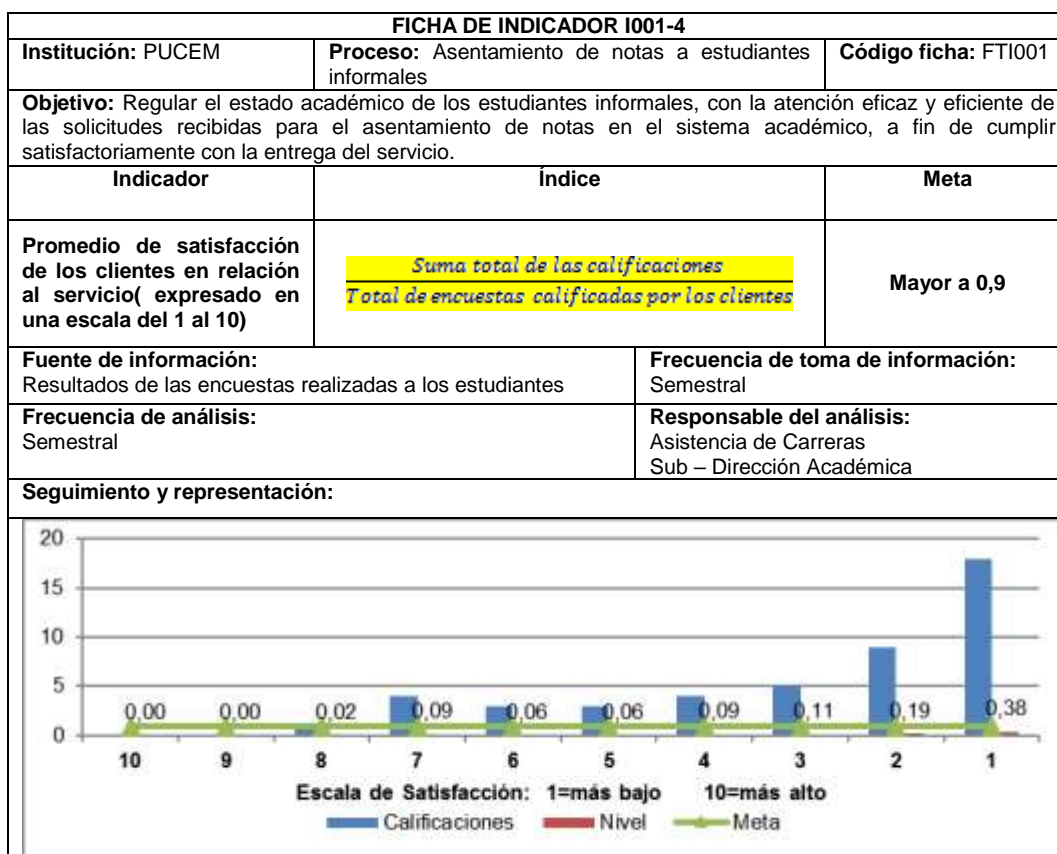 FICHA DE INDICADOR I001-4
Institución: PUCEM
Proceso: Asentamiento de notas a estudiantes
informales
Código ficha: FTI001
Objetivo: Regular el estado académico de los estudiantes informales, con la atención eficaz y eficiente de
las solicitudes recibidas para el asentamiento de notas en el sistema académico, a fin de cumplir
satisfactoriamente con la entrega del servicio.
Indicador
Índice
Meta
Promedio de satisfacción
de los clientes en relación
al servicio( expresado en
una escala del 1 al 10)
Suma total de las calificaciones
Total de encuestas calificadas por los clientes
Mayor a 0,9
Fuente de información:
Resultados de las encuestas realizadas a los estudiantes
Frecuencia de toma de información:
Semestral
Frecuencia de análisis:
Semestral
Responsable del análisis:
Asistencia de Carreras
Sub – Dirección Académica
Seguimiento y representación:
20
15
10
5
0
0,00 0,00 0,02 0,09 0,06 0,06 0,09 0,11 0,19 0,38
10 9 8 7 6 5 4 3 2 1
Escala de Satisfacción: 1=más bajo 10=más alto
Calificaciones Nivel Meta